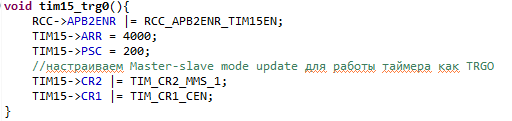 void tim15_trg0(){
RCC->APB2ENR |= RCC_APB2ENR_TIM15EN;
TIM15->ARR = 4000;
TIM15->PSC = 200;
//настраиваем Master-slave mode update для работы таймера как TRGO
TIM15->CR2 |= TIM_CR2_MMS_1;
TIM15->CR1 |= TIM_CR1_CEN;
}